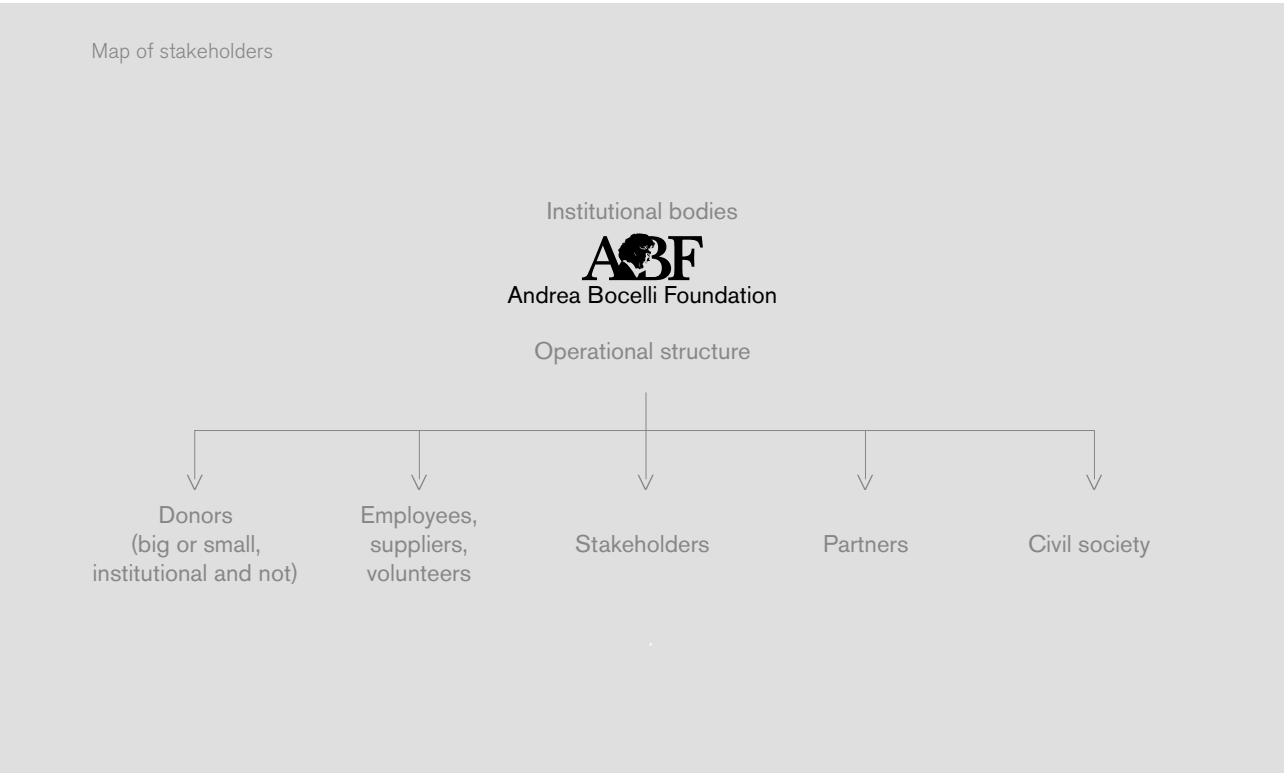 Map of stakeholders
Institutional bodies
ABF
Andrea Bocelli Foundation
Operational structure
Donors
(big or small,
institutional and not)
Employees,
suppliers,
volunteers
Stakeholders
Partners
Civil society